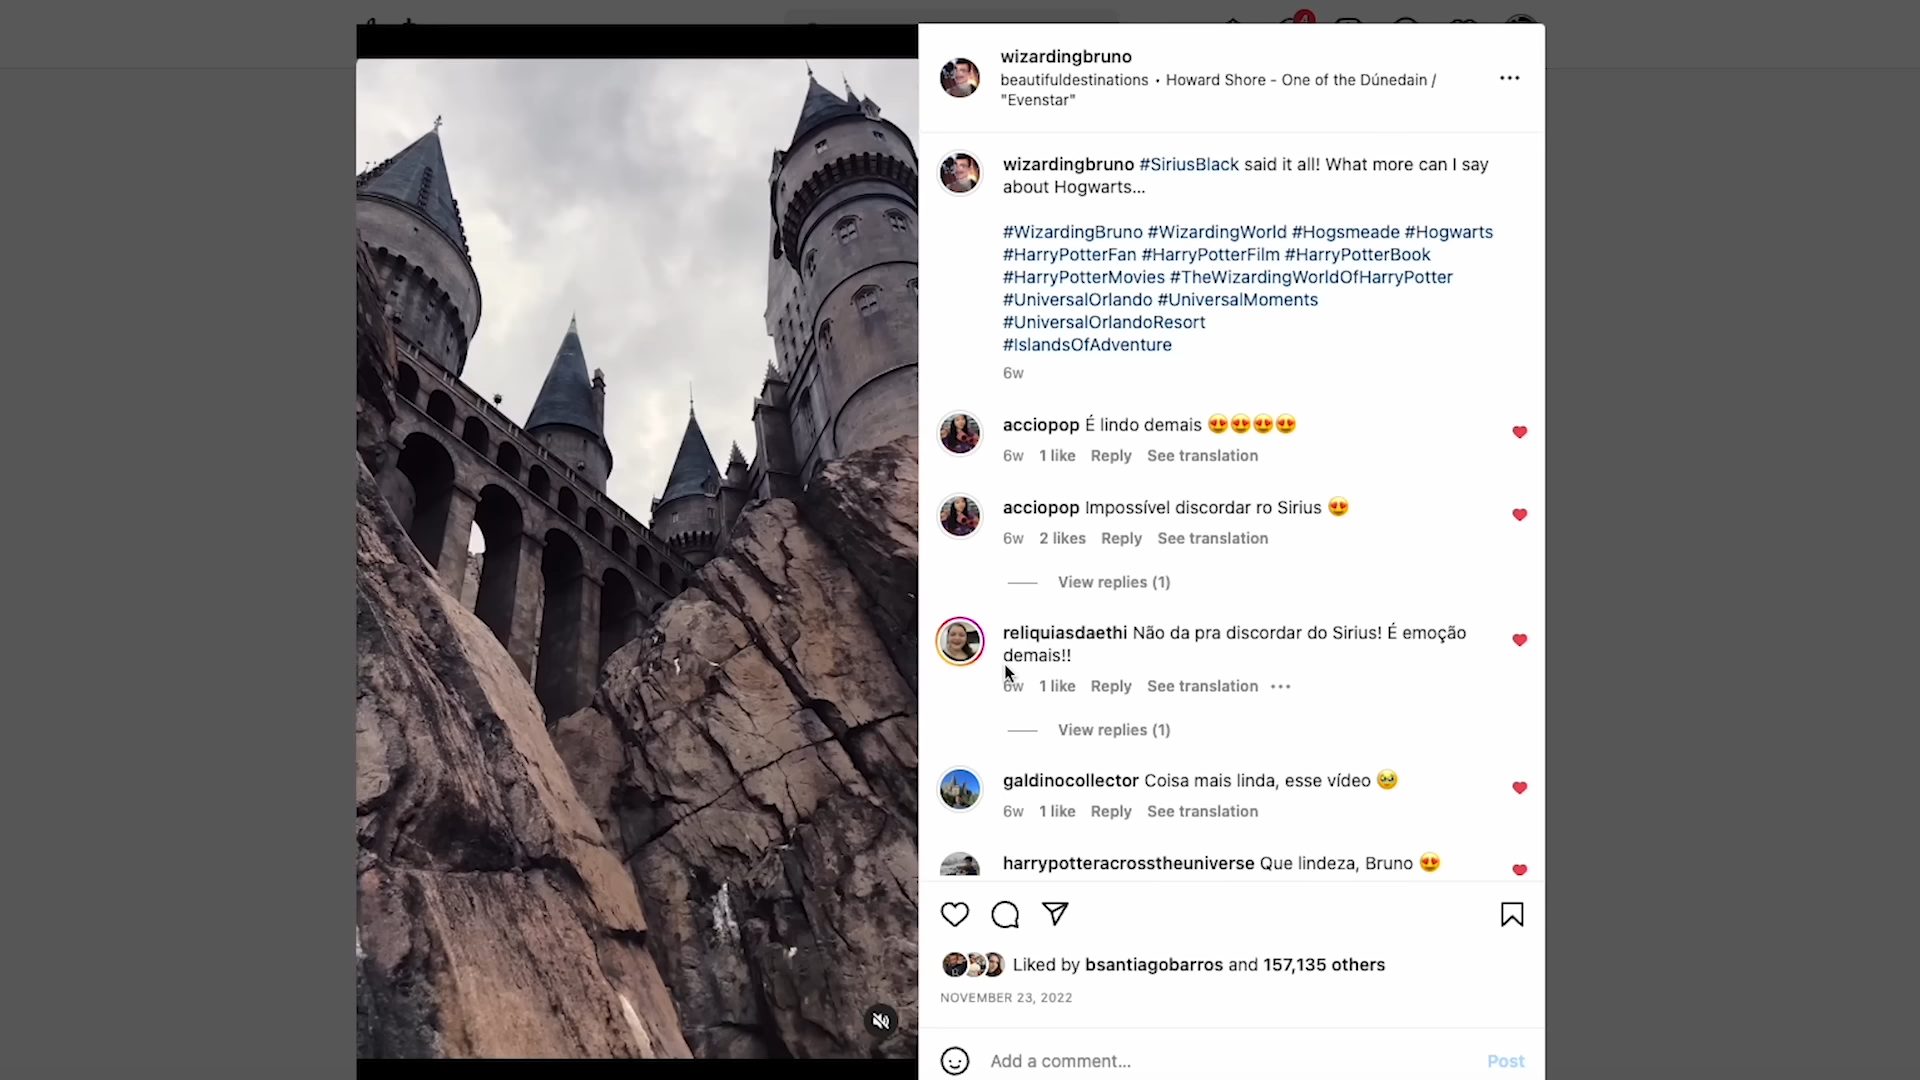 4
wizardingbruno
beautifuldestinations • Howard Shore - One of the Dúnedain /
"Evenstar"
wizardingbruno #SiriusBlack said it all! What more can I say
about Hogwarts...
#WizardingBruno #WizardingWorld #Hogsmeade #Hogwarts
#HarryPotterFan #HarryPotterFilm #HarryPotterBook
#HarryPotterMovies #TheWizardingWorldOfHarryPotter
#UniversalOrlando #UniversalMoments
#UniversalOrlandoResort
#IslandsOfAdventure
6w
acciopop É lindo demais 😍😍😍😍
6w 1 like Reply See translation
acciopop Impossível discordar ro Sirius 😍
6w 2 likes Reply See translation
View replies (1)
reliquiasdaethi Não da pra discordar do Sirius! É emoção
demais!!
6w 1 like Reply See translation
View replies (1)
galdinocollector Coisa mais linda, esse vídeo 🥹
6w 1 like Reply See translation
harrypotteracrosstheuniverse Que lindeza, Bruno 😍
Liked by bsantiagobarros and 157,135 others
NOVEMBER 23, 2022
Add a comment...
Post